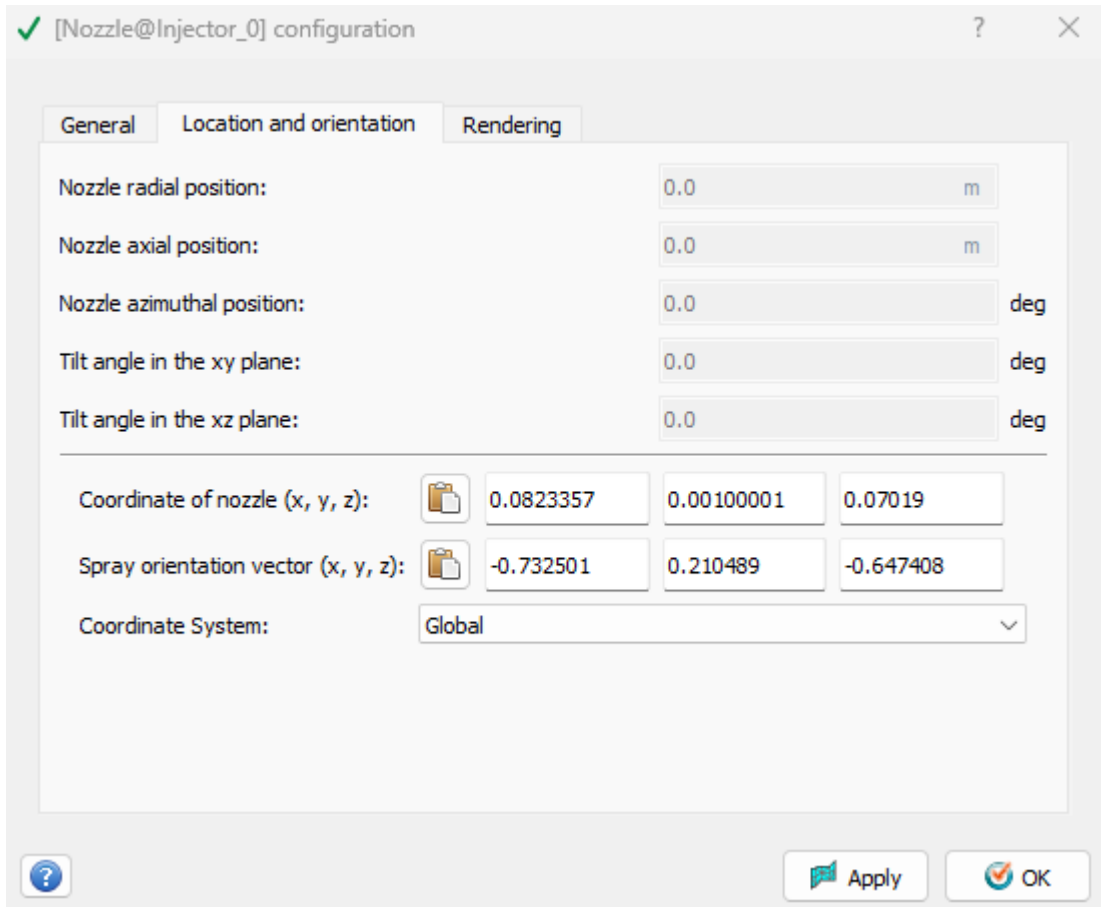 [Nozzle@Injector_0] configuration ?
General Location and orientation Rendering
Nozzle radial position: 0.0 m
Nozzle axial position: 0.0 m
Nozzle azimuthal position: 0.0 deg
Tilt angle in the xy plane: 0.0 deg
Tilt angle in the xz plane: 0.0 deg
Coordinate of nozzle (x, y, z): 0.0823357 0.00100001 0.07019
Spray orientation vector (x, y, z): -0.732501 0.210489 -0.647408
Coordinate System: Global
? Apply OK